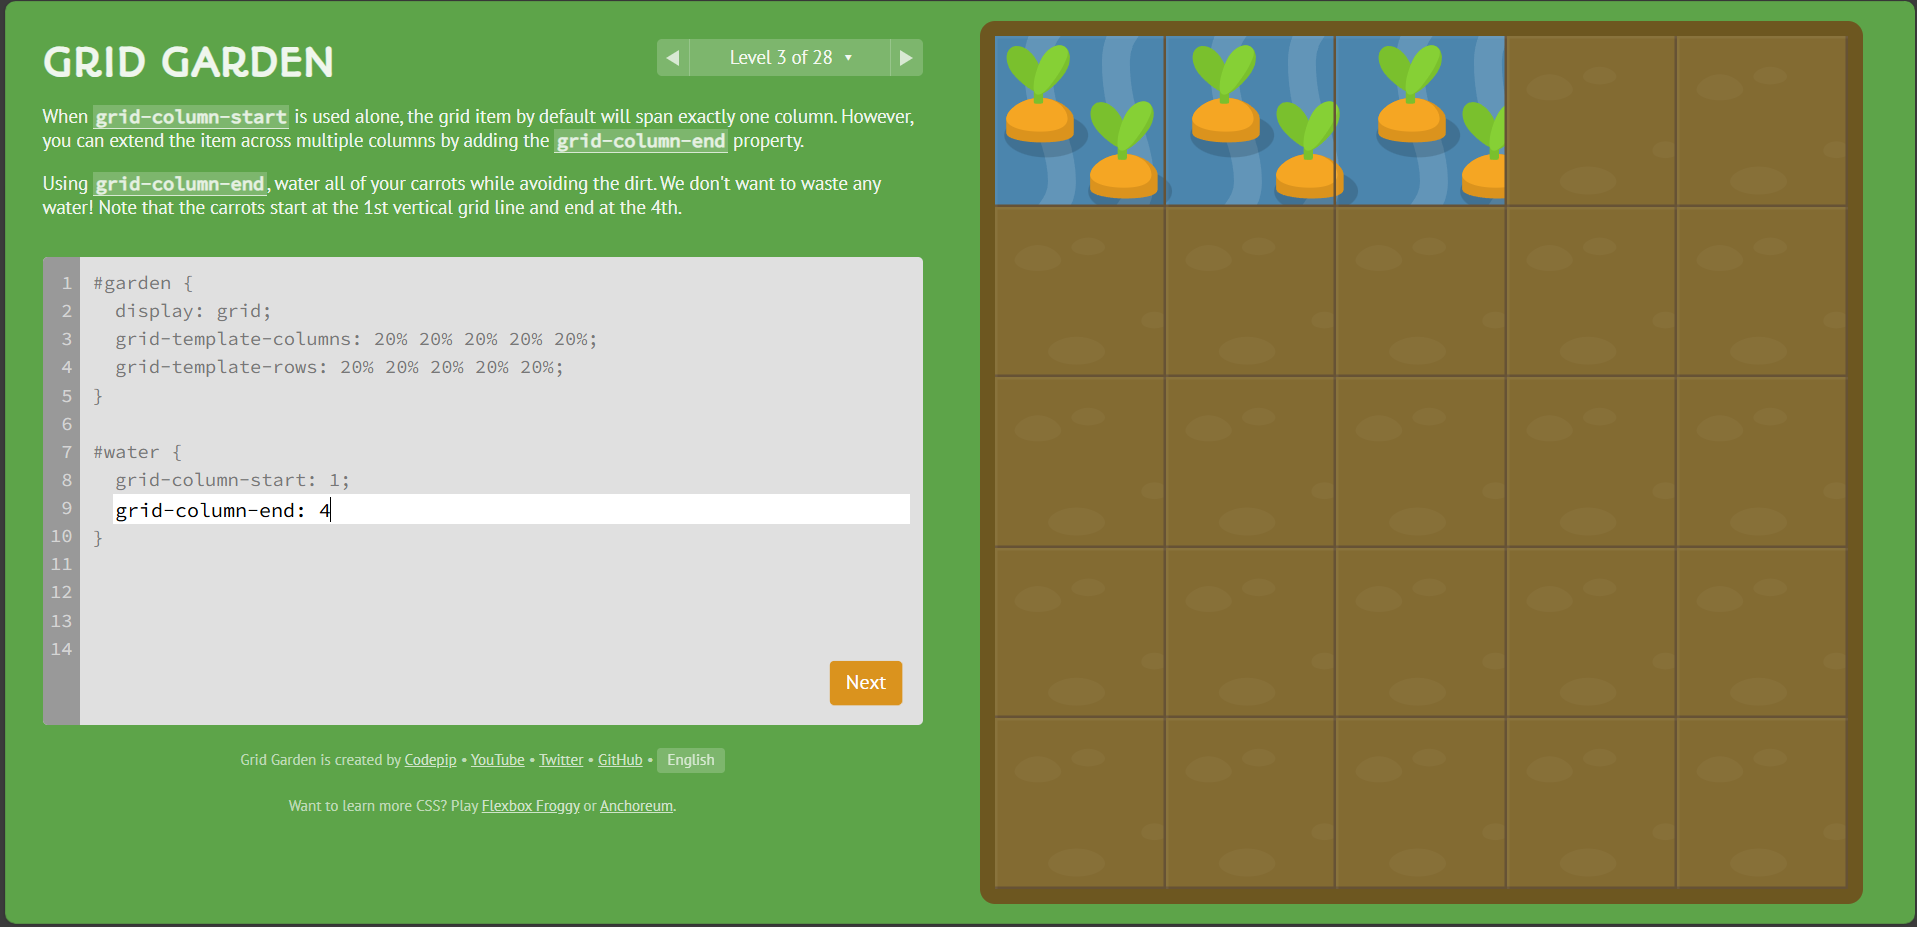 GRID GARDEN
◀ Level 3 of 28 ▾ ▶
When grid-column-start is used alone, the grid item by default will span exactly one column. However,
you can extend the item across multiple columns by adding the grid-column-end property.
Using grid-column-end, water all of your carrots while avoiding the dirt. We don't want to waste any
water! Note that the carrots start at the 1st vertical grid line and end at the 4th.
1 #garden {
2   display: grid;
3   grid-template-columns: 20% 20% 20% 20% 20%;
4   grid-template-rows: 20% 20% 20% 20% 20%;
5 }
6
7 #water {
8   grid-column-start: 1;
9   grid-column-end: 4
10 }
11
12
13
14
Next
Grid Garden is created by Codepip • YouTube • Twitter • GitHub • English
Want to learn more CSS? Play Flexbox Froggy or Anchoreum.